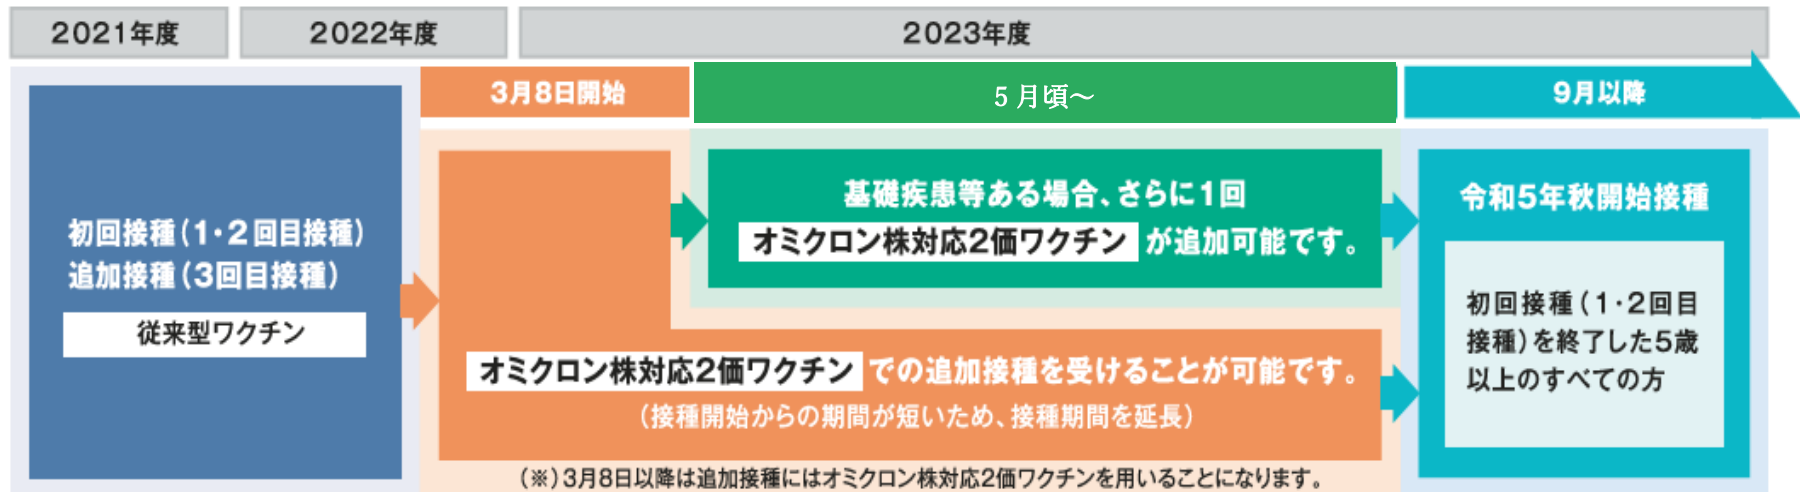 2021年度
2022年度
2023年度
3月8日開始
5月頃～
9月以降
初回接種(1・2回目接種)
追加接種(3回目接種)
従来型ワクチン
基礎疾患等ある場合、さらに1回
オミクロン株対応2価ワクチン が追加可能です。
オミクロン株対応2価ワクチン での追加接種を受けることが可能です。
(接種開始からの期間が短いため、接種期間を延長)
令和5年秋開始接種
初回接種(1・2回目
接種)を終了した5歳
以上のすべての方
(※)3月8日以降は追加接種にはオミクロン株対応2価ワクチンを用いることになります。